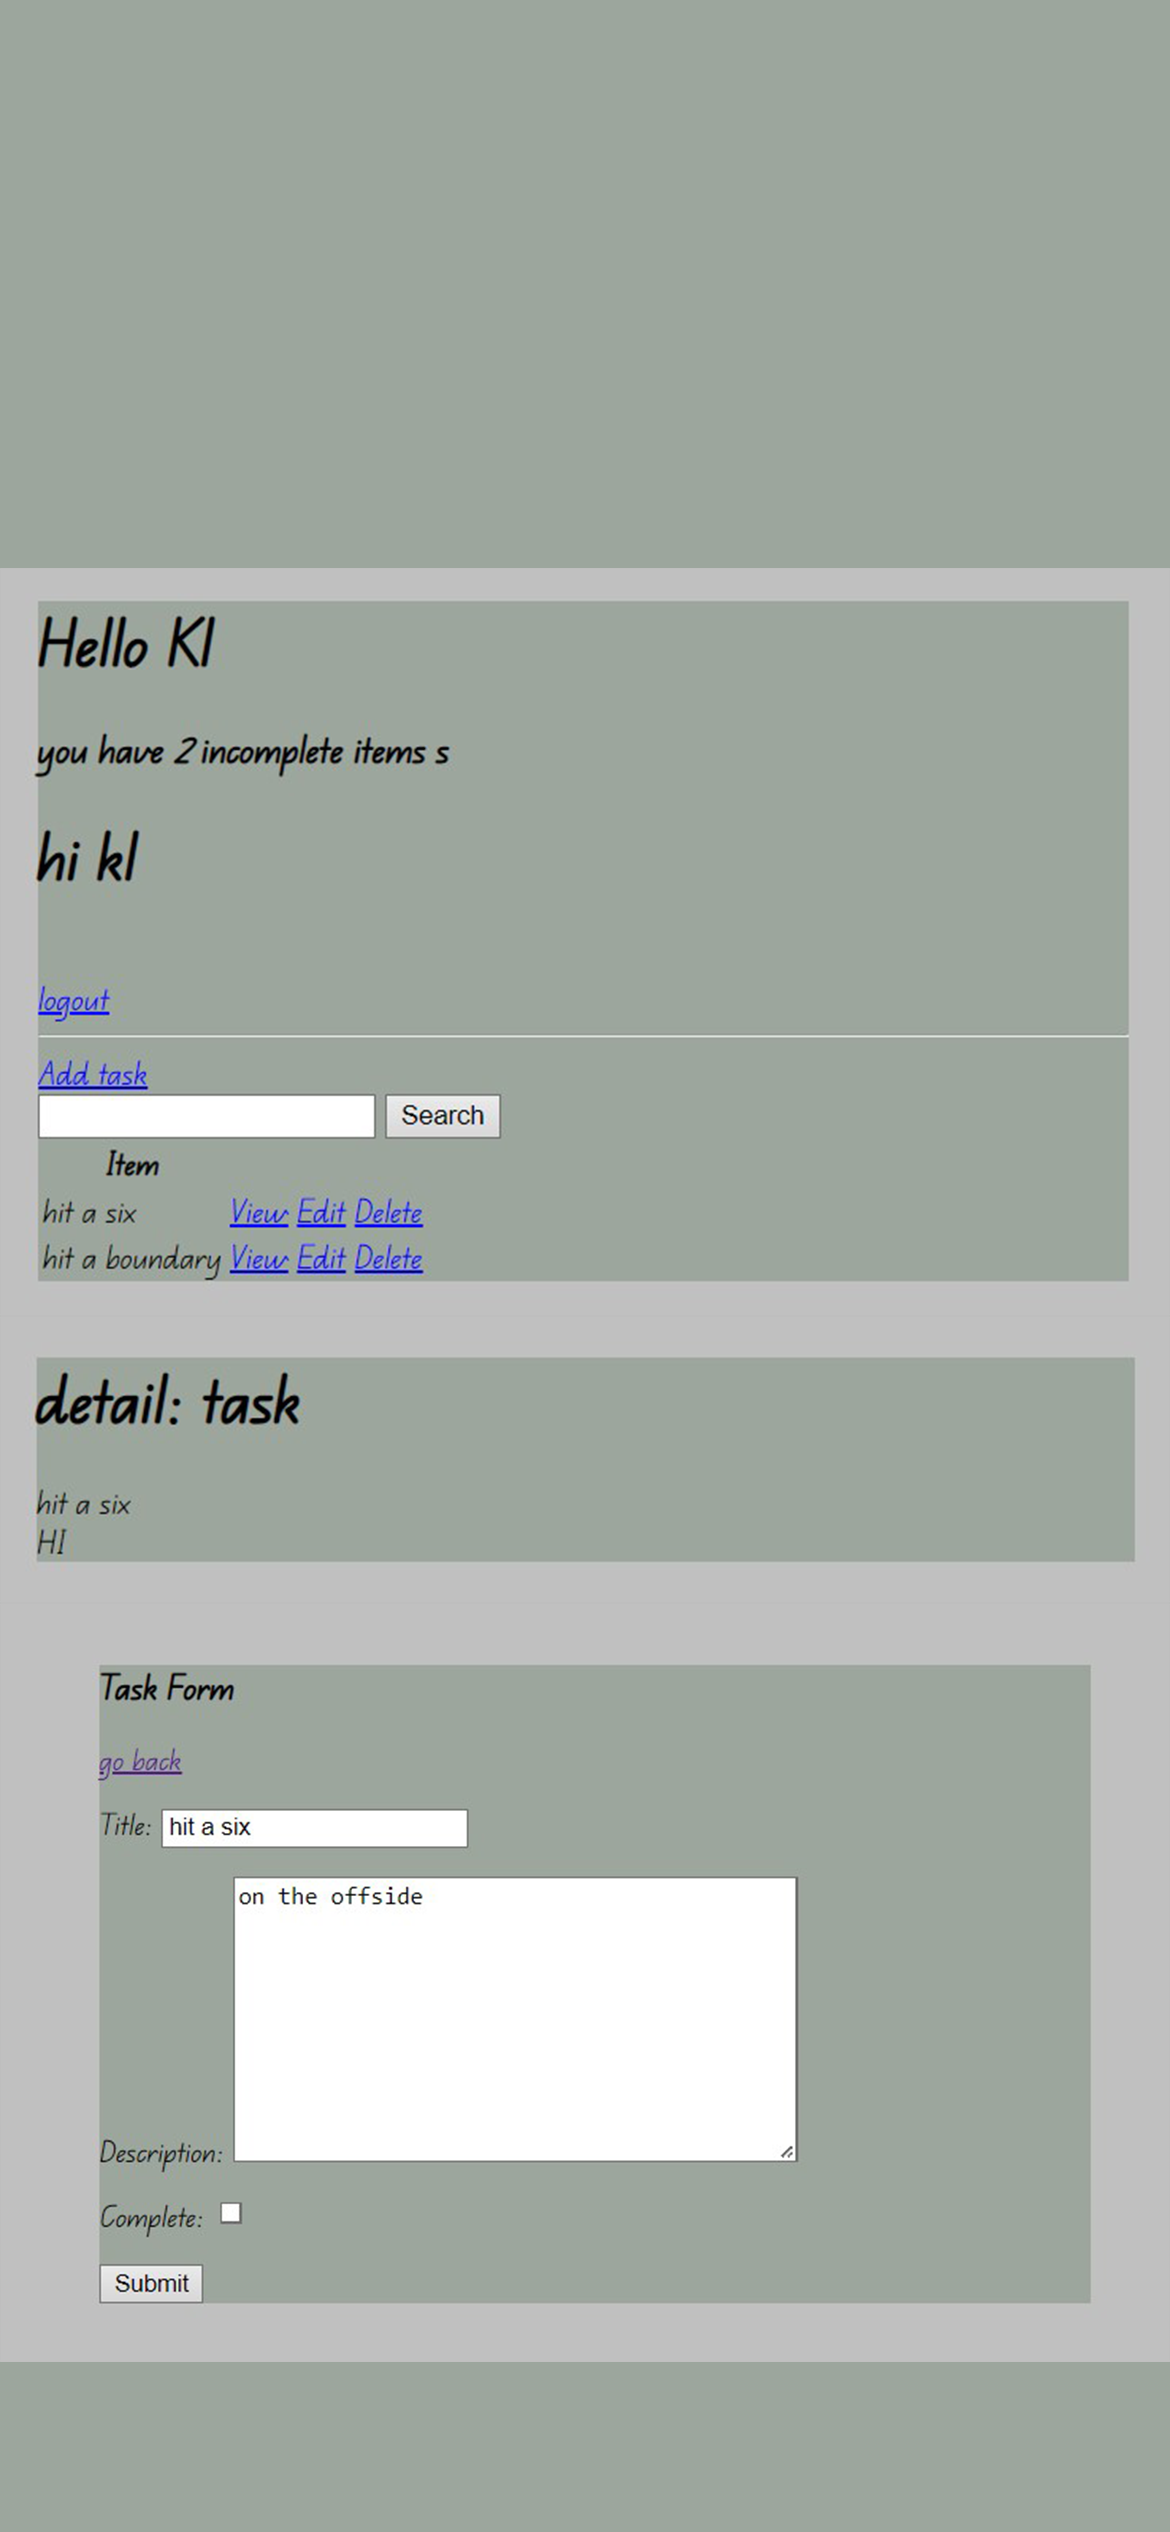 Hello Kl
you have 2 incomplete items s
hi kl
logout
Add task
Search
Item
hit a six View Edit Delete
hit a boundary View Edit Delete
detail: task
hit a six
HI
Task Form
go back
Title: hit a six
on the offside
Description:
Complete:
Submit